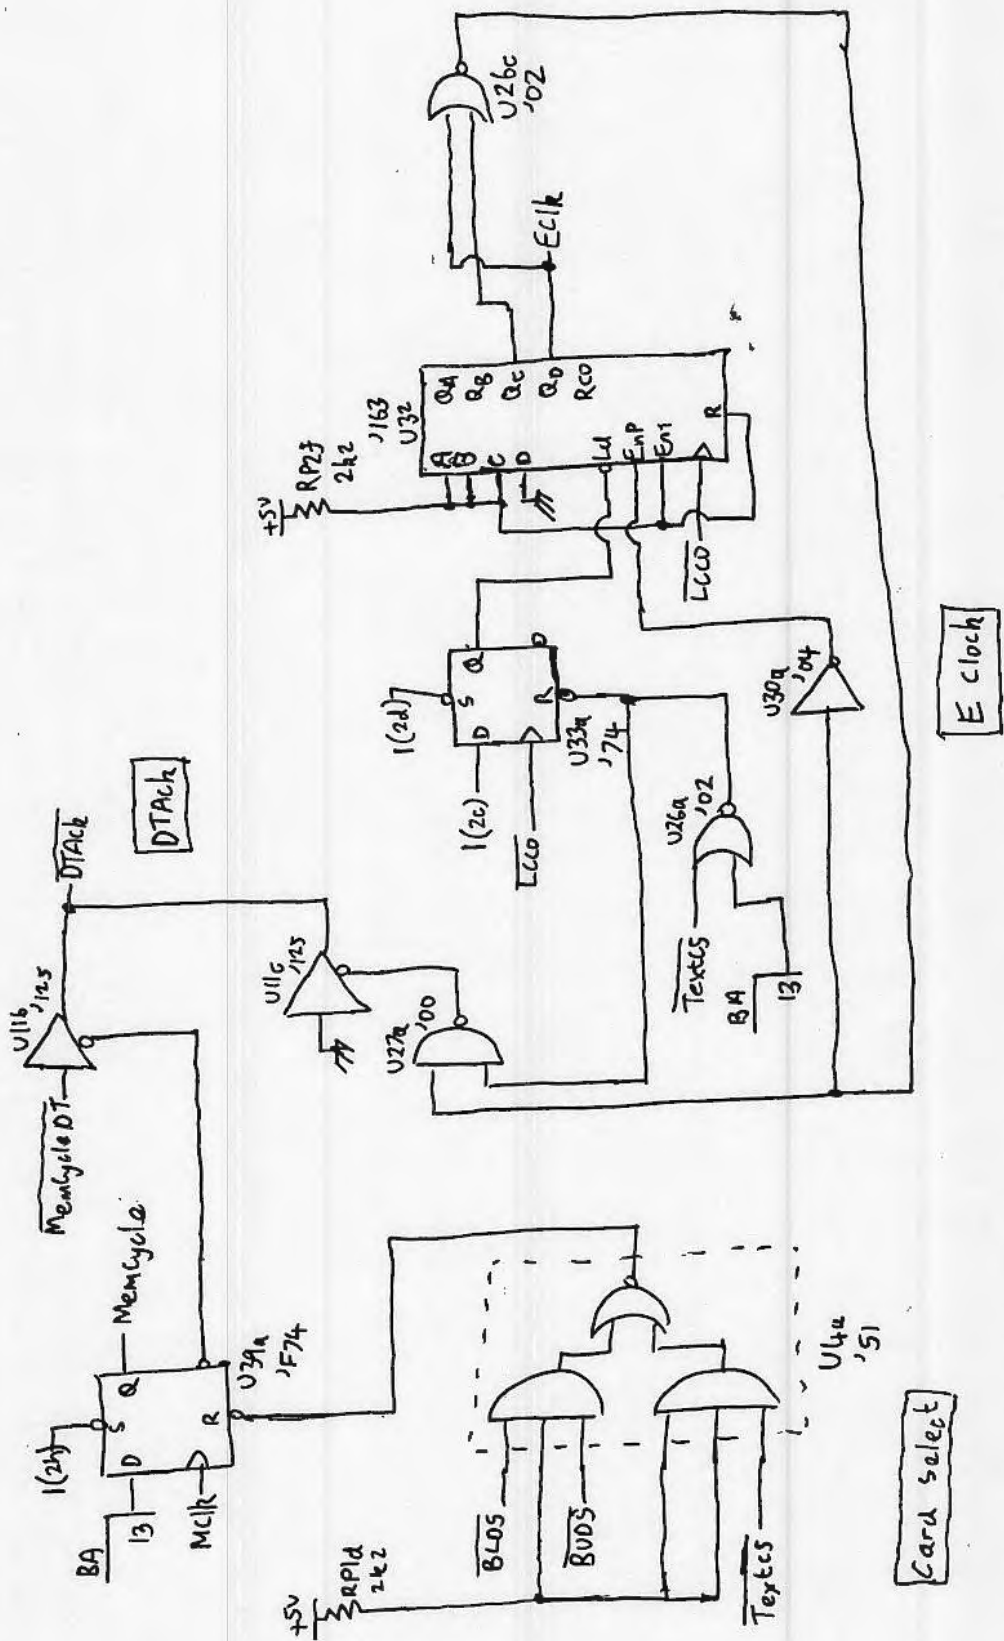 1(2h)
BA
13
D
S
Q
R
MClk
MemCycle
U39a
'F74
MemCycleDT
U11b
'125
DTAck
DTAck
U11c
'125
U27a
'00
+5V
RP1d
2k2
BLDS
BUDS
TextCS
U4a
'51
Card Select
1(2d)
1(2c)
D
S
Q
R
LCCO
U33a
'74
TextCS
BA
13
U26a
'02
U30a
'04
+5V
RP2f
2k2
'163
U32
A
B
C
D
Ld
EnP
EnT
R
QA
QB
QC
QD
RCO
LCCO
EClk
U26c
'02
E Clock